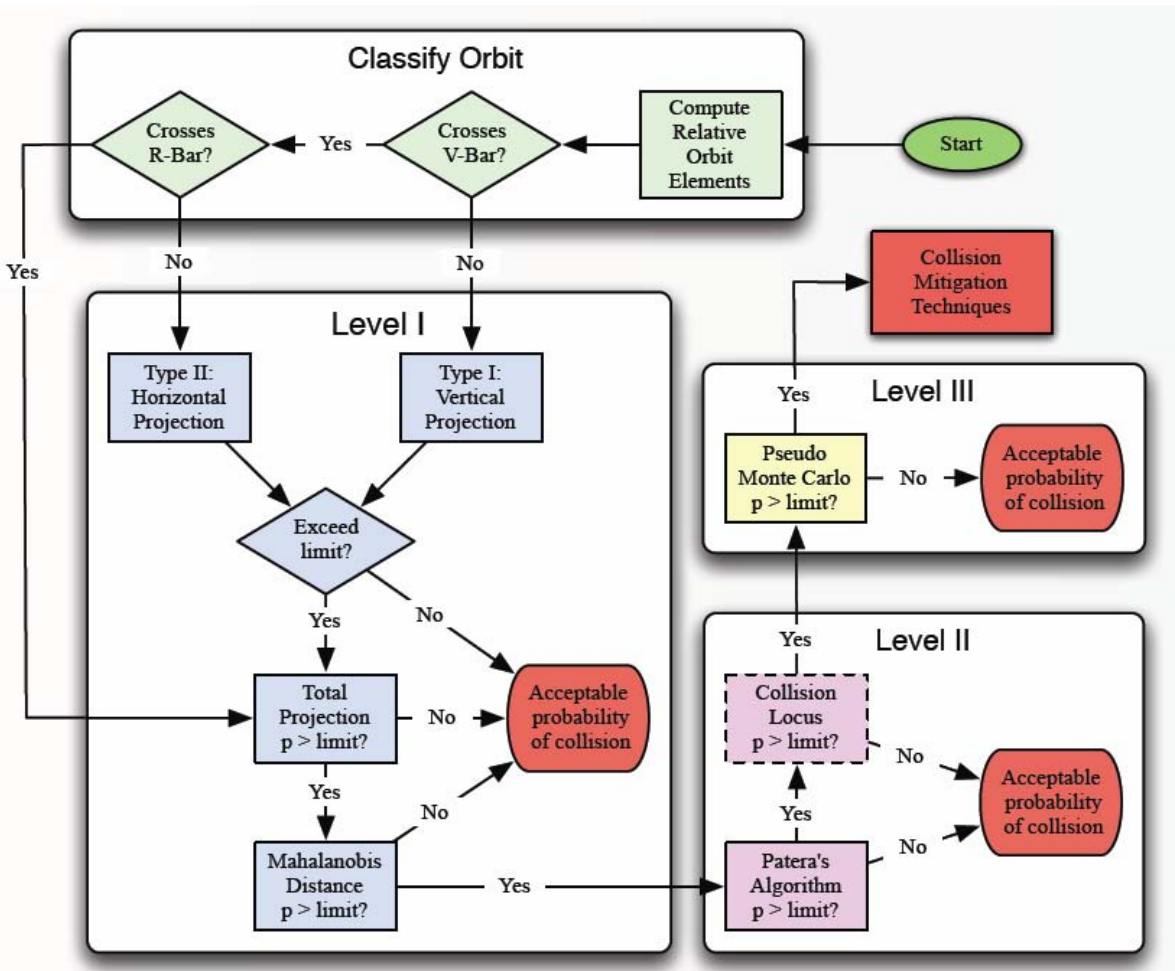 Classify Orbit
Crosses
R-Bar?
Yes
Crosses
V-Bar?
Compute
Relative
Orbit
Elements
Start
Yes
No
No
Collision
Mitigation
Techniques
Level I
Type II:
Horizontal
Projection
Type I:
Vertical
Projection
Exceed
limit?
Yes
No
Total
Projection
p > limit?
No
Acceptable
probability
of collision
Yes
No
Mahalanobis
Distance
p > limit?
Yes
Yes
Level III
Pseudo
Monte Carlo
p > limit?
No
Acceptable
probability
of collision
Yes
Level II
Collision
Locus
p > limit?
No
Acceptable
probability
of collision
Yes
No
Patera's
Algorithm
p > limit?